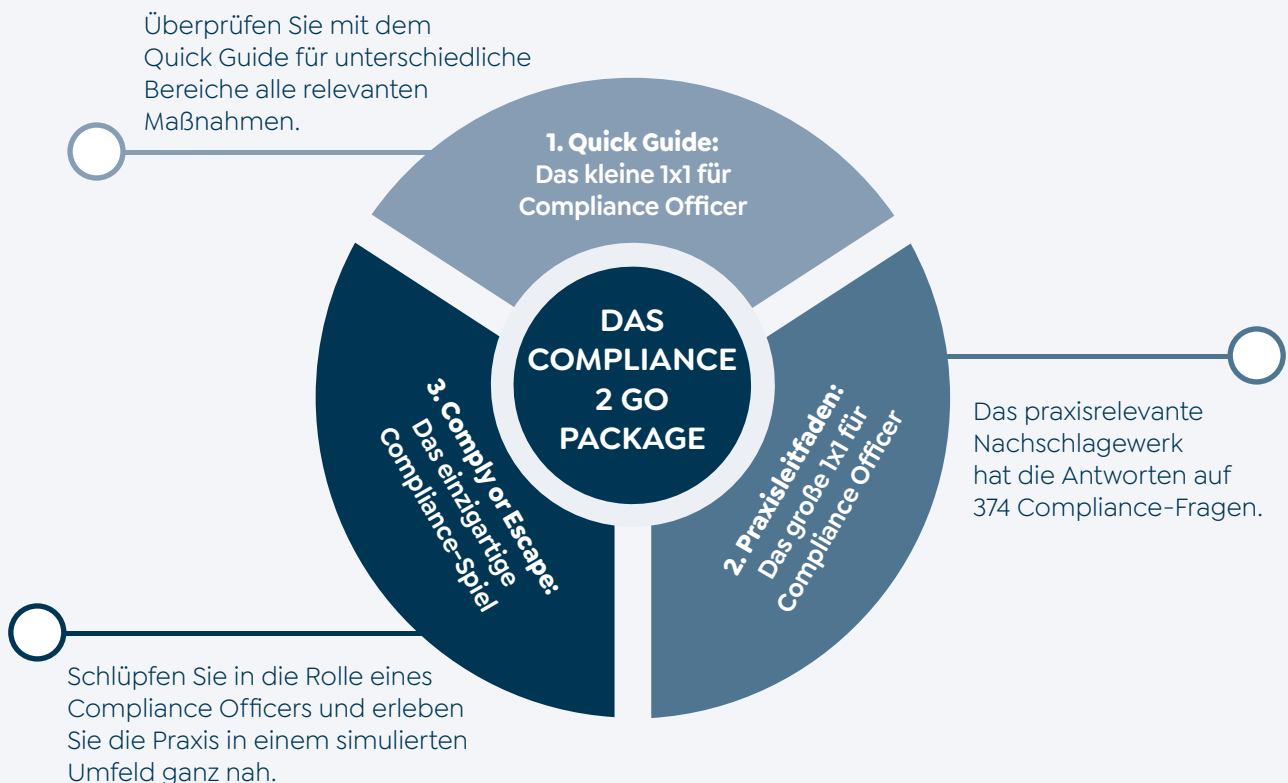 Überprüfen Sie mit dem
Quick Guide für unterschiedliche
Bereiche alle relevanten
Maßnahmen.
1. Quick Guide:
Das kleine 1x1 für
Compliance Officer
DAS
COMPLIANCE
2 GO
PACKAGE
2. Praxisleitfaden:
Das große 1x1 für
Compliance Officer
Das praxisrelevante
Nachschlagewerk
hat die Antworten auf
374 Compliance-Fragen.
3. Comply or Escape:
Das einzigartige
Compliance-Spiel
Schlüpfen Sie in die Rolle eines
Compliance Officers und erleben
Sie die Praxis in einem simulierten
Umfeld ganz nah.